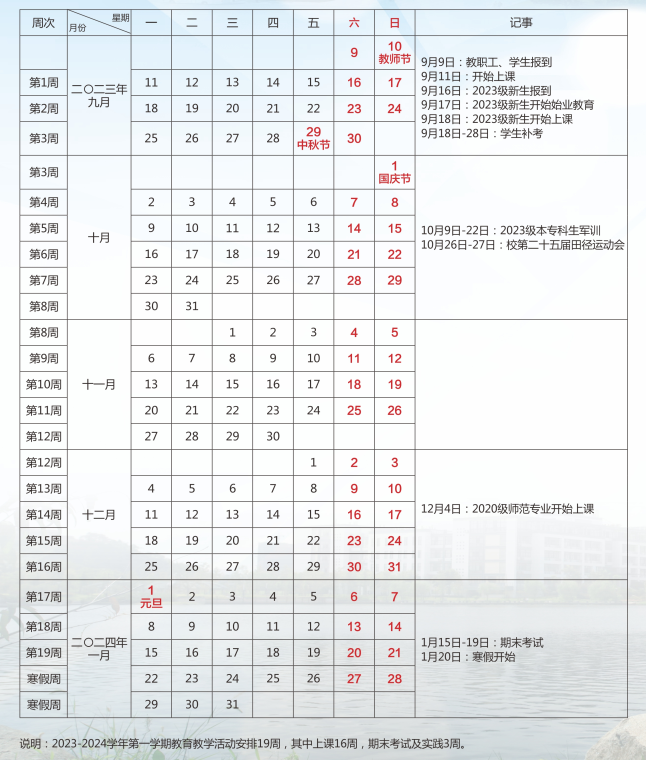 周次 星期 月份 一 二 三 四 五 六 日 记事
二〇二三年九月 9 10 教师节
第1周 11 12 13 14 15 16 17
第2周 18 19 20 21 22 23 24
第3周 25 26 27 28 29 中秋节 30
9月9日：教职工、学生报到
9月11日：开始上课
9月16日：2023级新生报到
9月17日：2023级新生开始始业教育
9月18日：2023级新生开始上课
9月18日-28日：学生补考
第3周 十月 1 国庆节
第4周 2 3 4 5 6 7 8
第5周 9 10 11 12 13 14 15
第6周 16 17 18 19 20 21 22
第7周 23 24 25 26 27 28 29
第8周 30 31
10月9日-22日：2023级本专科生军训
10月26日-27日：校第二十五届田径运动会
第8周 十一月 1 2 3 4 5
第9周 6 7 8 9 10 11 12
第10周 13 14 15 16 17 18 19
第11周 20 21 22 23 24 25 26
第12周 27 28 29 30
第12周 十二月 1 2 3
第13周 4 5 6 7 8 9 10
第14周 11 12 13 14 15 16 17
第15周 18 19 20 21 22 23 24
第16周 25 26 27 28 29 30 31
12月4日：2020级师范专业开始上课
第17周 二〇二四年一月 1 元旦 2 3 4 5 6 7
第18周 8 9 10 11 12 13 14
第19周 15 16 17 18 19 20 21
寒假周 22 23 24 25 26 27 28
寒假周 29 30 31
1月15日-19日：期末考试
1月20日：寒假开始
说明：2023-2024学年第一学期教育教学活动安排19周，其中上课16周，期末考试及实践3周。